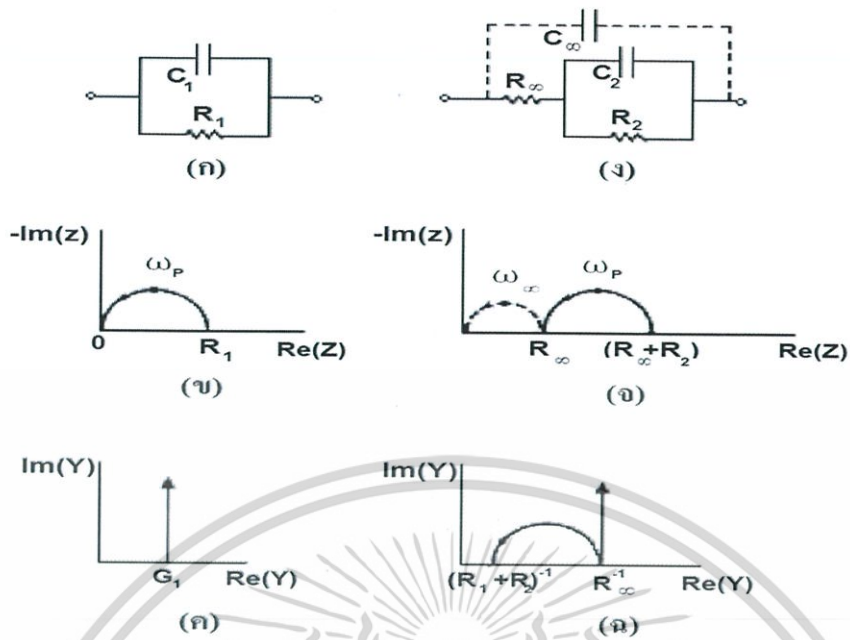 C∞
C₁
R₁
(ก)
R∞
C₂
R₂
(ง)
-Im(z)
ωP
0
R₁
Re(Z)
(ข)
-Im(z)
ω∞
ωP
R∞
(R∞+R₂)
Re(Z)
(จ)
Im(Y)
G₁
Re(Y)
(ค)
Im(Y)
(R₁+R₂)⁻¹
R∞⁻¹
Re(Y)
(ฉ)